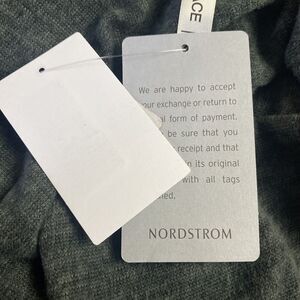 ACE
We are happy to accept
our exchange or return to
form of payment.
be sure that you
receipt and that
in its original
with all tags
NORDSTROM